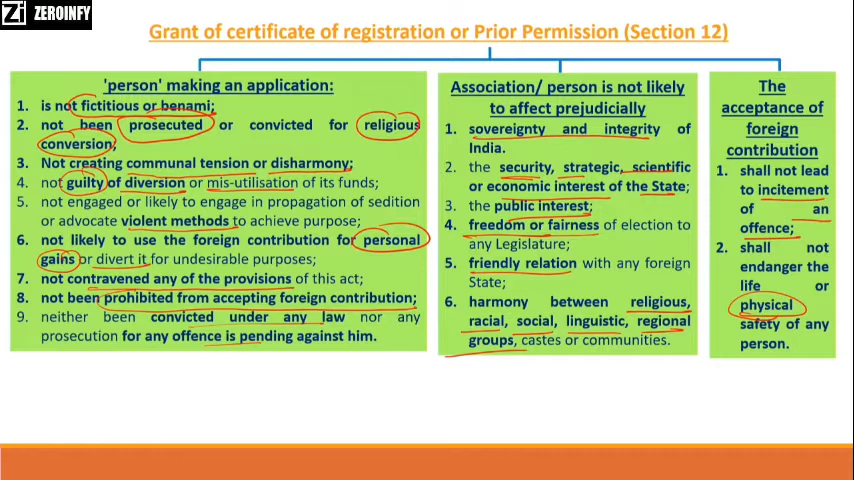 Zi ZEROINFY
Grant of certificate of registration or Prior Permission (Section 12)
'person' making an application:
1. is not fictitious or benami;
2. not been prosecuted or convicted for religious
conversion;
3. Not creating communal tension or disharmony;
4. not guilty of diversion or mis-utilisation of its funds;
5. not engaged or likely to engage in propagation of sedition
or advocate violent methods to achieve purpose;
6. not likely to use the foreign contribution for personal
gains or divert it for undesirable purposes;
7. not contravened any of the provisions of this act;
8. not been prohibited from accepting foreign contribution;
9. neither been convicted under any law nor any
prosecution for any offence is pending against him.
Association/ person is not likely
to affect prejudicially
1. sovereignty and integrity of
India.
2. the security, strategic, scientific
or economic interest of the State;
3. the public interest;
4. freedom or fairness of election to
any Legislature;
5. friendly relation with any foreign
State;
6. harmony between religious,
racial, social, linguistic, regional
groups, castes or communities.
The
acceptance of
foreign
contribution
1. shall not lead
to incitement
of an
offence;
2. shall not
endanger the
life or
physical
safety of any
person.